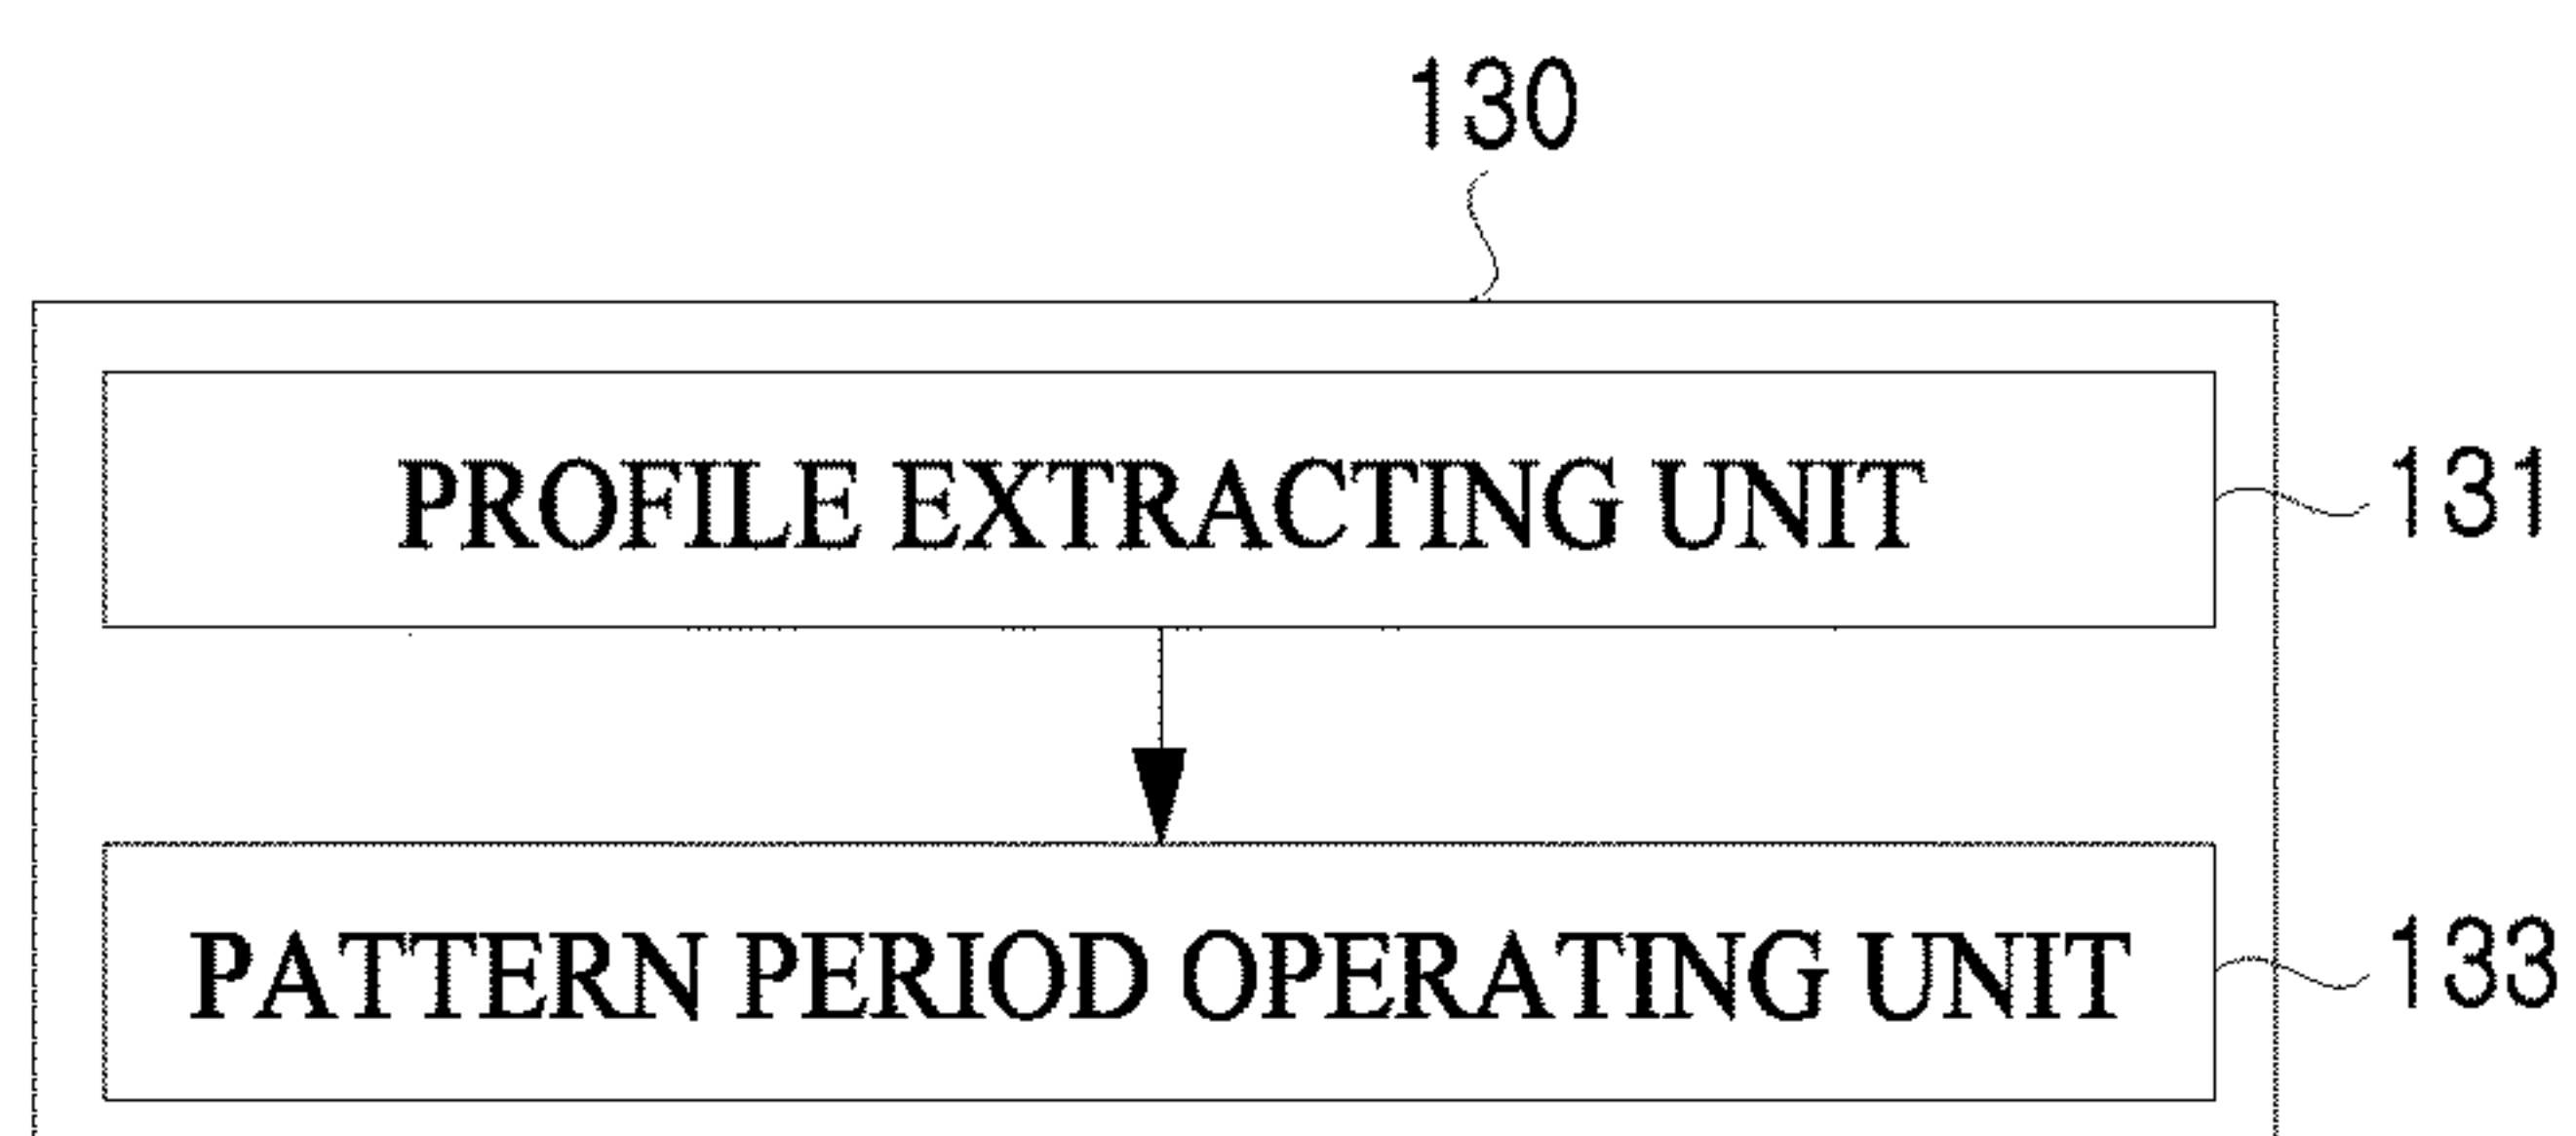 130
PROFILE EXTRACTING UNIT
131
PATTERN PERIOD OPERATING UNIT
133